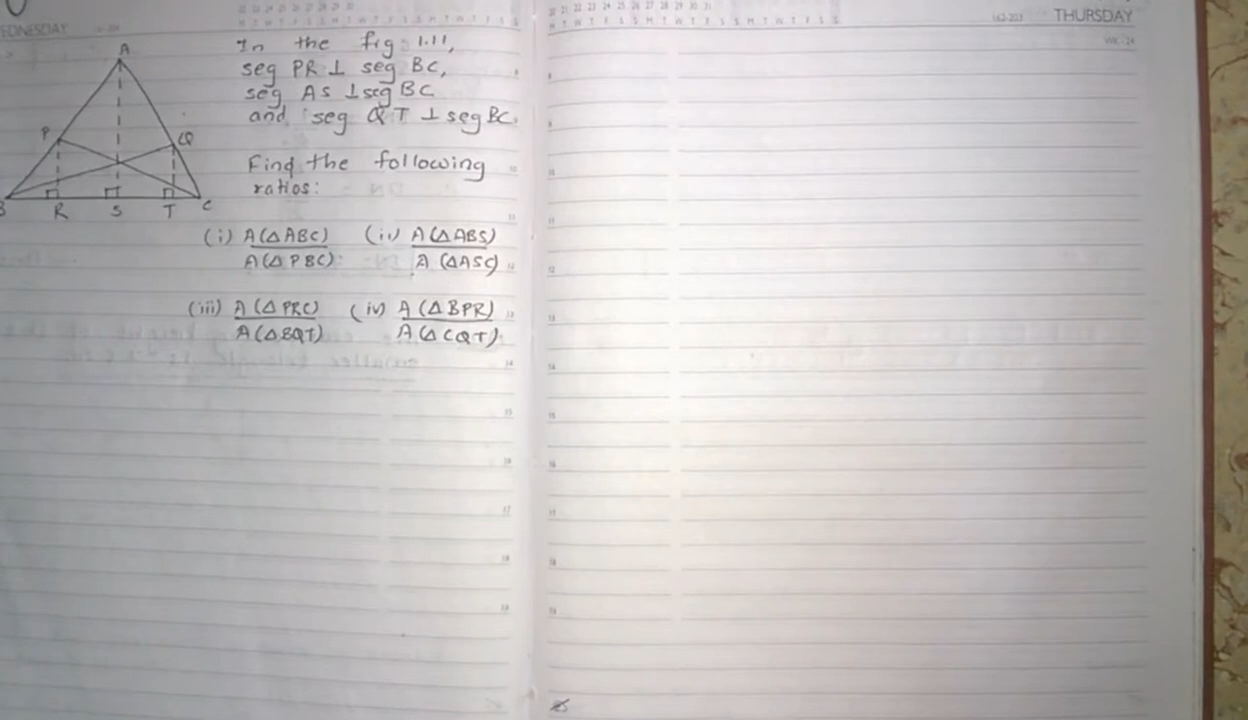 EDNESDAY
THURSDAY
In the fig 1.11,
seg PR ⊥ seg BC,
seg AS ⊥ seg BC
and seg QT ⊥ seg BC.
Find the following
ratios:
A
P
Q
B R S T C
(i) A(△ABC) / A(△PBC) (ii) A(△ABS) / A(△ASC)
(iii) A(△PRC) / A(△BQT) (iv) A(△BPR) / A(△CQT)